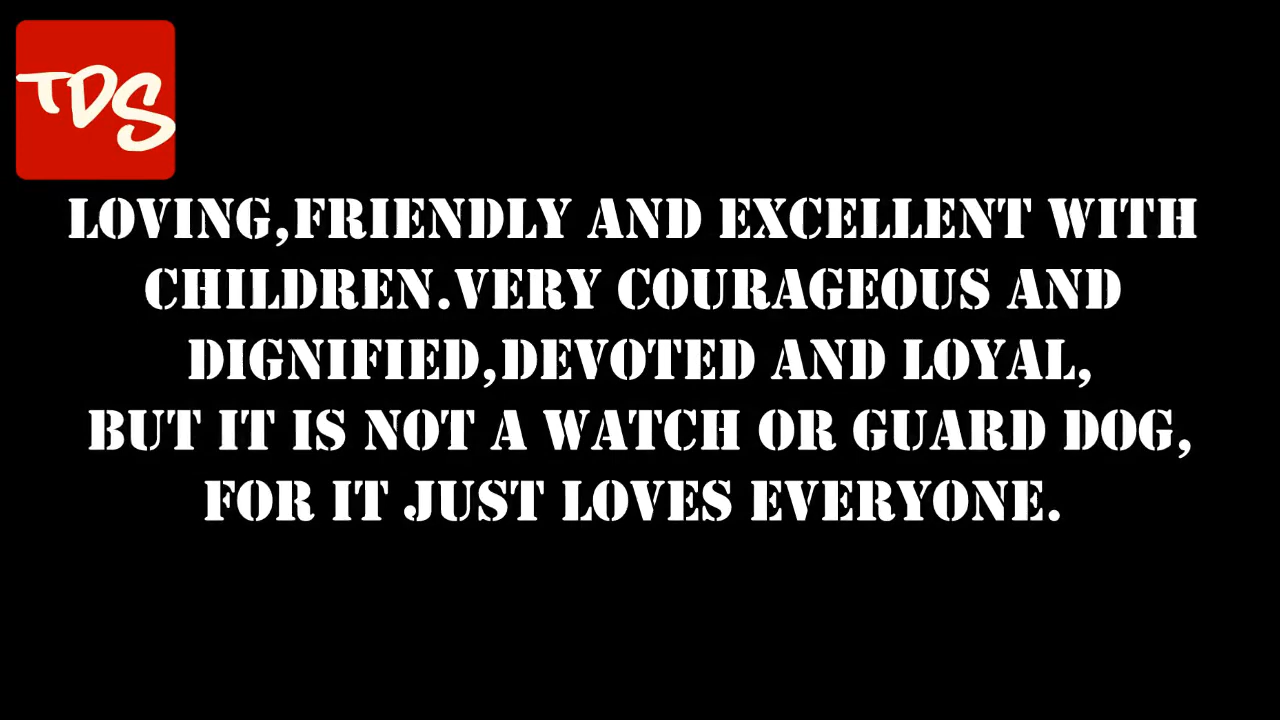 TDS
LOVING,FRIENDLY AND EXCELLENT WITH
CHILDREN.VERY COURAGEOUS AND
DIGNIFIED,DEVOTED AND LOYAL,
BUT IT IS NOT A WATCH OR GUARD DOG,
FOR IT JUST LOVES EVERYONE.